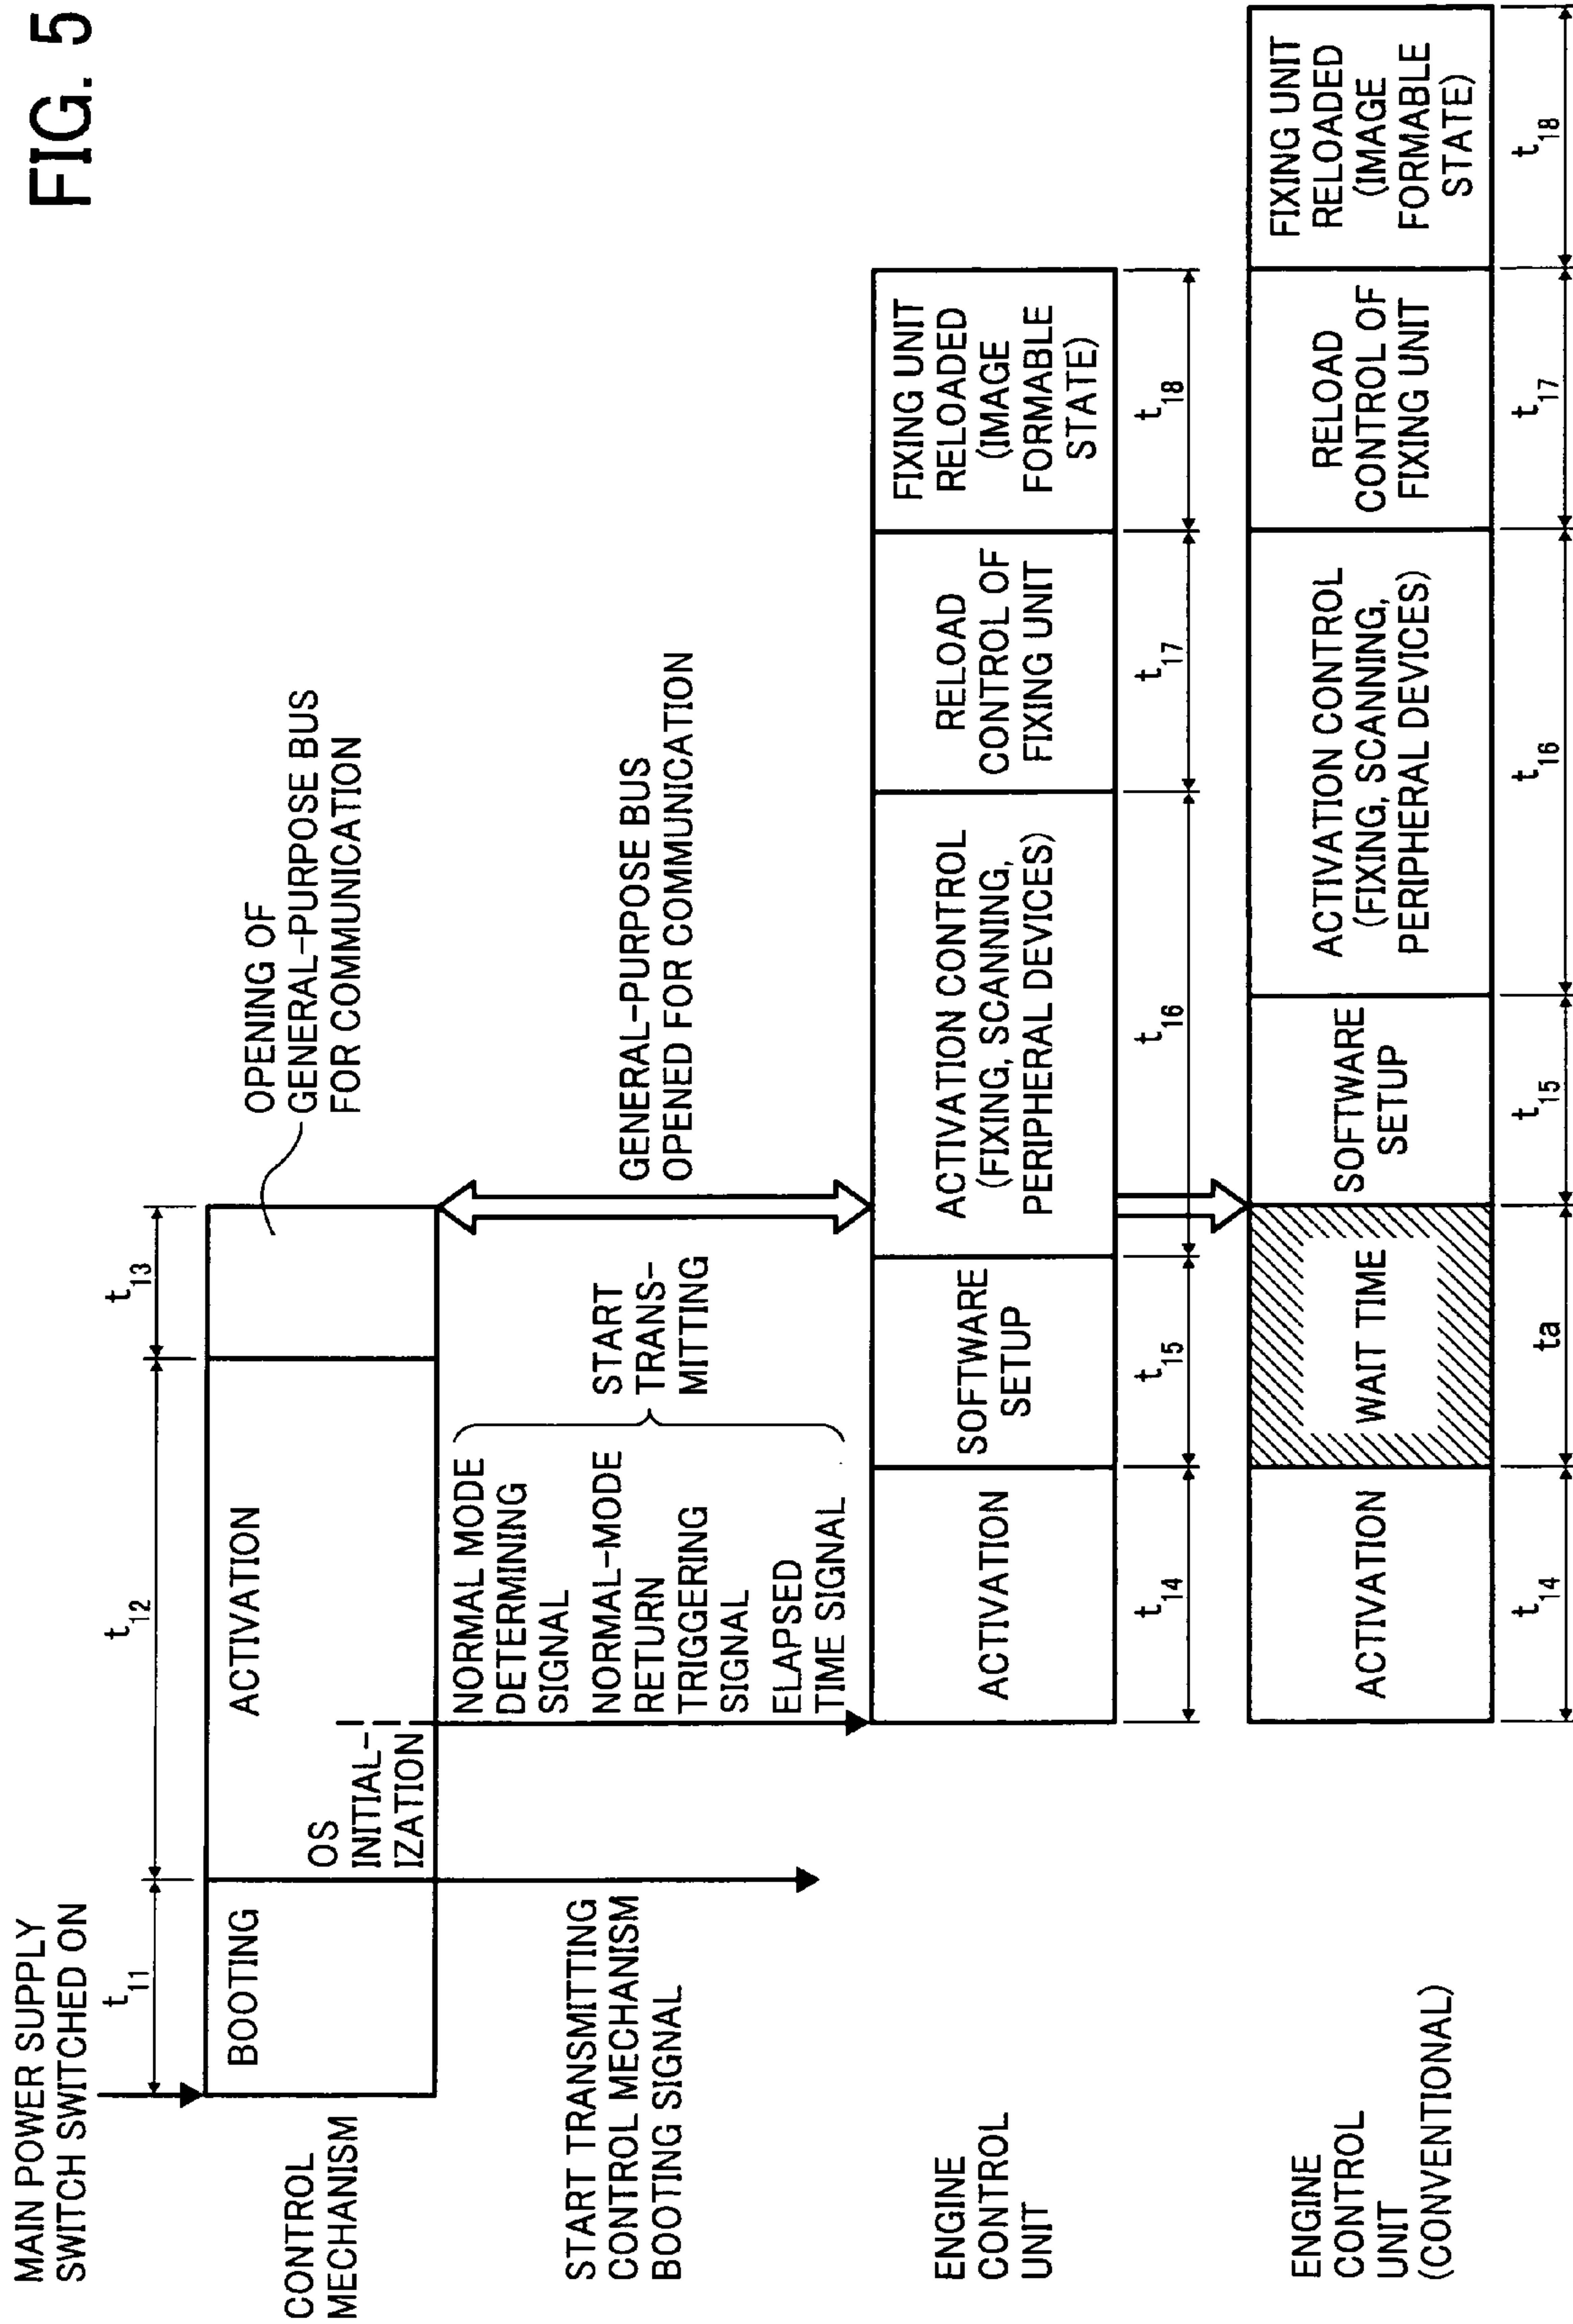 FIG. 5
MAIN POWER SUPPLY
SWITCH SWITCHED ON
t11
t12
t13
CONTROL
MECHANISM
BOOTING
ACTIVATION
OS
INITIAL-
IZATION
OPENING OF
GENERAL-PURPOSE BUS
FOR COMMUNICATION
START TRANSMITTING
CONTROL MECHANISM
BOOTING SIGNAL
NORMAL MODE
DETERMINING
SIGNAL
NORMAL-MODE
RETURN
TRIGGERING
SIGNAL
ELAPSED
TIME SIGNAL
START
TRANS-
MITTING
GENERAL-PURPOSE BUS
OPENED FOR COMMUNICATION
ENGINE
CONTROL
UNIT
ACTIVATION
SOFTWARE
SETUP
ACTIVATION CONTROL
(FIXING, SCANNING,
PERIPHERAL DEVICES)
RELOAD
CONTROL OF
FIXING UNIT
FIXING UNIT
RELOADED
(IMAGE
FORMABLE
STATE)
t14
t15
t16
t17
t18
ENGINE
CONTROL
UNIT
(CONVENTIONAL)
ACTIVATION
WAIT TIME
SOFTWARE
SETUP
ACTIVATION CONTROL
(FIXING, SCANNING,
PERIPHERAL DEVICES)
RELOAD
CONTROL OF
FIXING UNIT
FIXING UNIT
RELOADED
(IMAGE
FORMABLE
STATE)
t14
ta
t15
t16
t17
t18